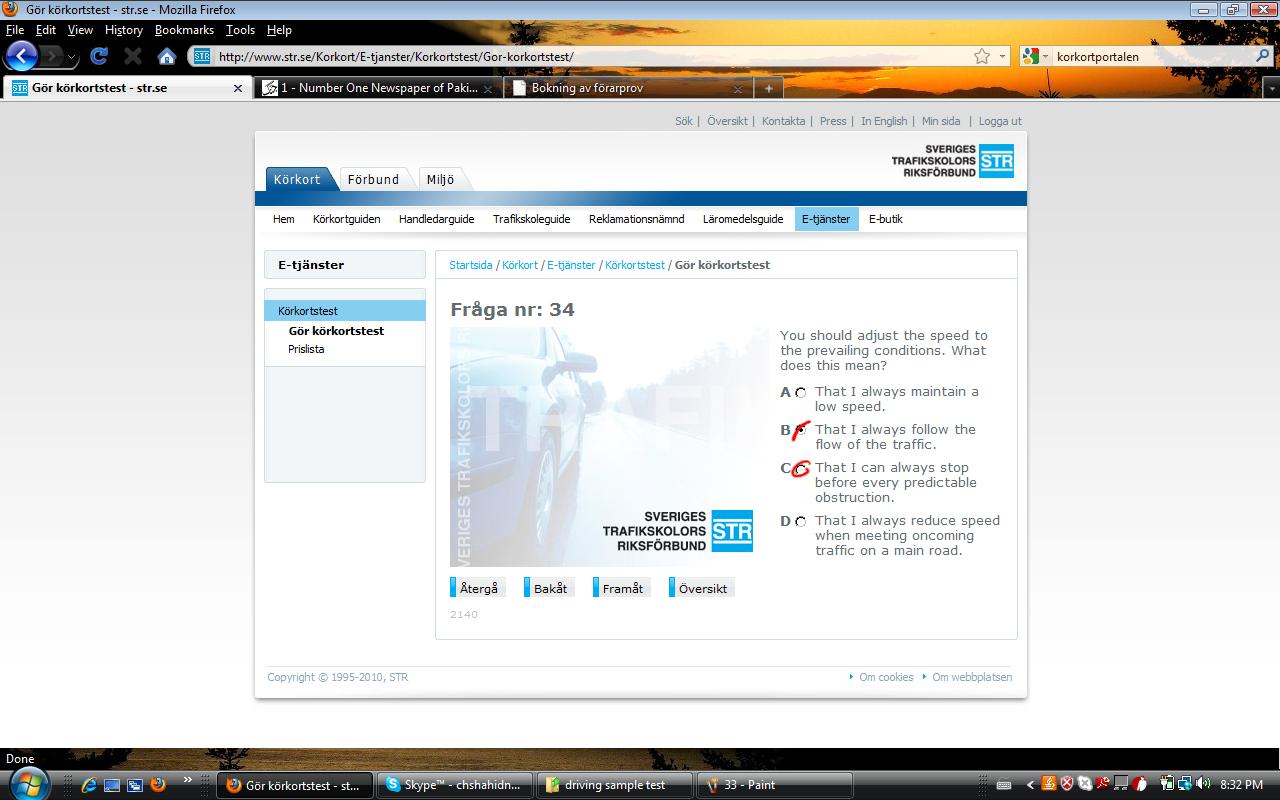 Gör körkortstest - str.se - Mozilla Firefox
File Edit View History Bookmarks Tools Help
STR http://www.str.se/Korkort/E-tjanster/Korkortstest/Gor-korkortstest/ korkortportalen
STR Gör körkortstest - str.se 1 - Number One Newspaper of Paki... Bokning av förarprov
Sök | Översikt | Kontakta | Press | In English | Min sida | Logga ut
SVERIGES
TRAFIKSKOLORS
RIKSFÖRBUND
STR
Körkort Förbund Miljö
Hem Körkortguiden Handledarguide Trafikskoleguide Reklamationsnämnd Läromedelsguide E-tjänster E-butik
E-tjänster
Körkortstest
Gör körkortstest
Prislista
Startsida / Körkort / E-tjänster / Körkortstest / Gör körkortstest
Fråga nr: 34
VERIGES TRAFIKSKOLOR
TRAFI
SVERIGES
TRAFIKSKOLORS
RIKSFÖRBUND
STR
You should adjust the speed to
the prevailing conditions. What
does this mean?
A That I always maintain a
low speed.
B That I always follow the
flow of the traffic.
C That I can always stop
before every predictable
obstruction.
D That I always reduce speed
when meeting oncoming
traffic on a main road.
Återgå Bakåt Framåt Översikt
2140
Copyright © 1995-2010, STR Om cookies Om webbplatsen
Done
Gör körkortstest - st... Skype™ - chshahidn... driving sample test 33 - Paint 8:32 PM